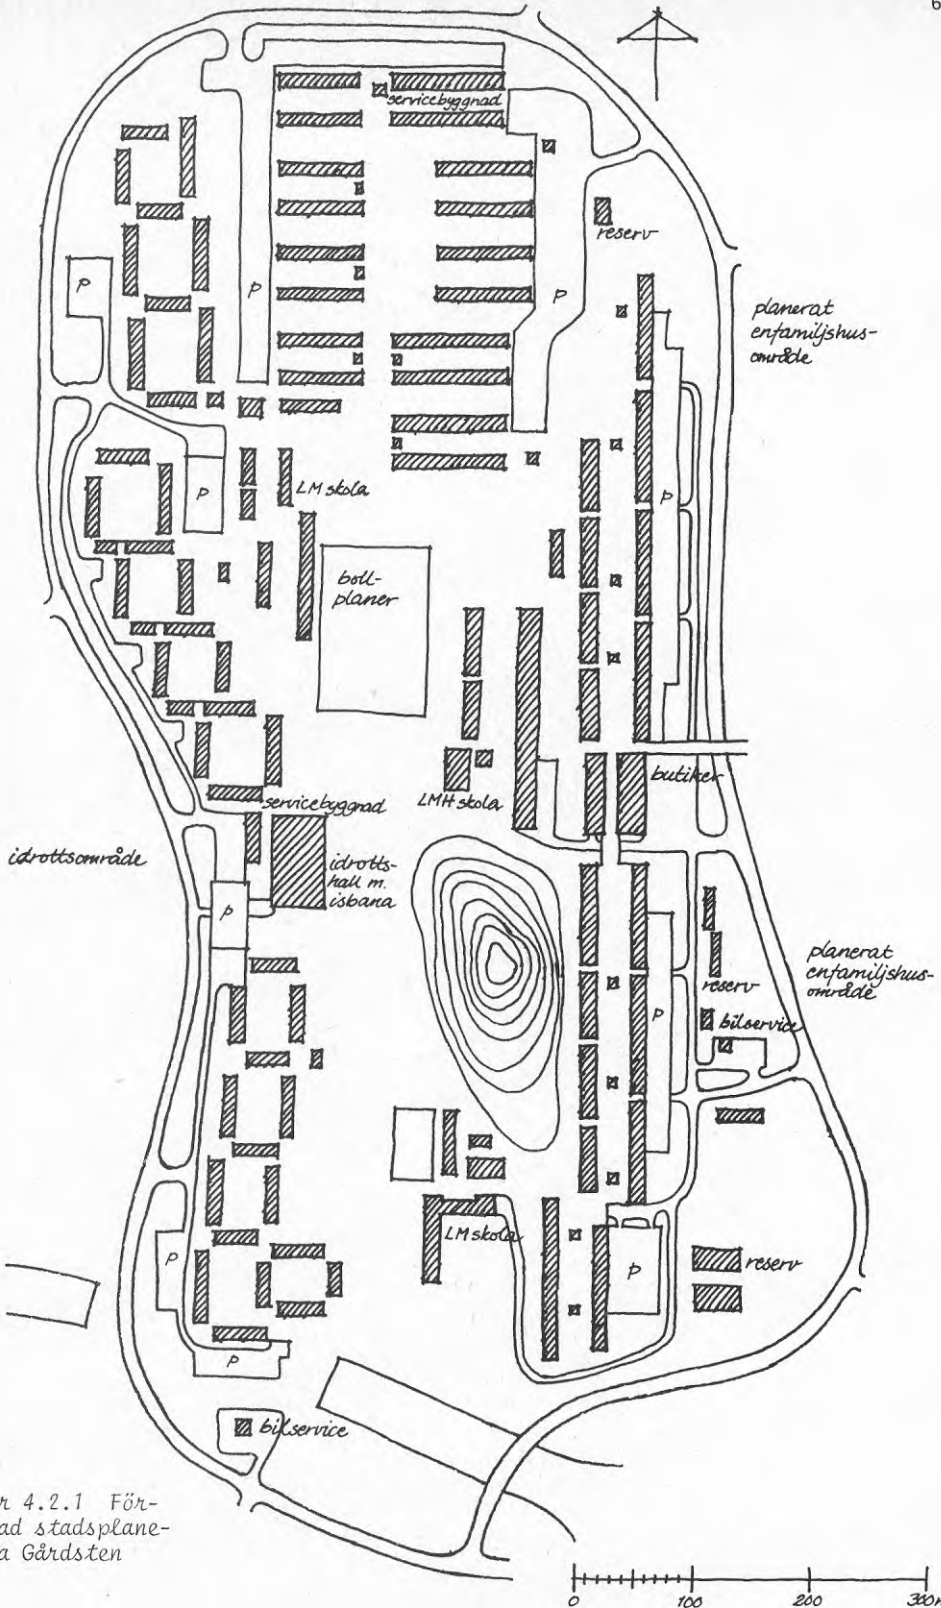 6
servicebyggnad
reserv
P
P
P
planerat
enfamiljshus-
område
P
P
LM skola
boll-
planer
butiker
LMH skola
servicebyggnad
idrottsområde
idrotts-
hall m.
isbana
P
planerat
enfamiljshus-
område
reserv
P
bilservice
LM skola
P
P
reserv
P
bilservice
4.2.1 För-
ad stadsplane-
a Gårdsten
0 100 200 300